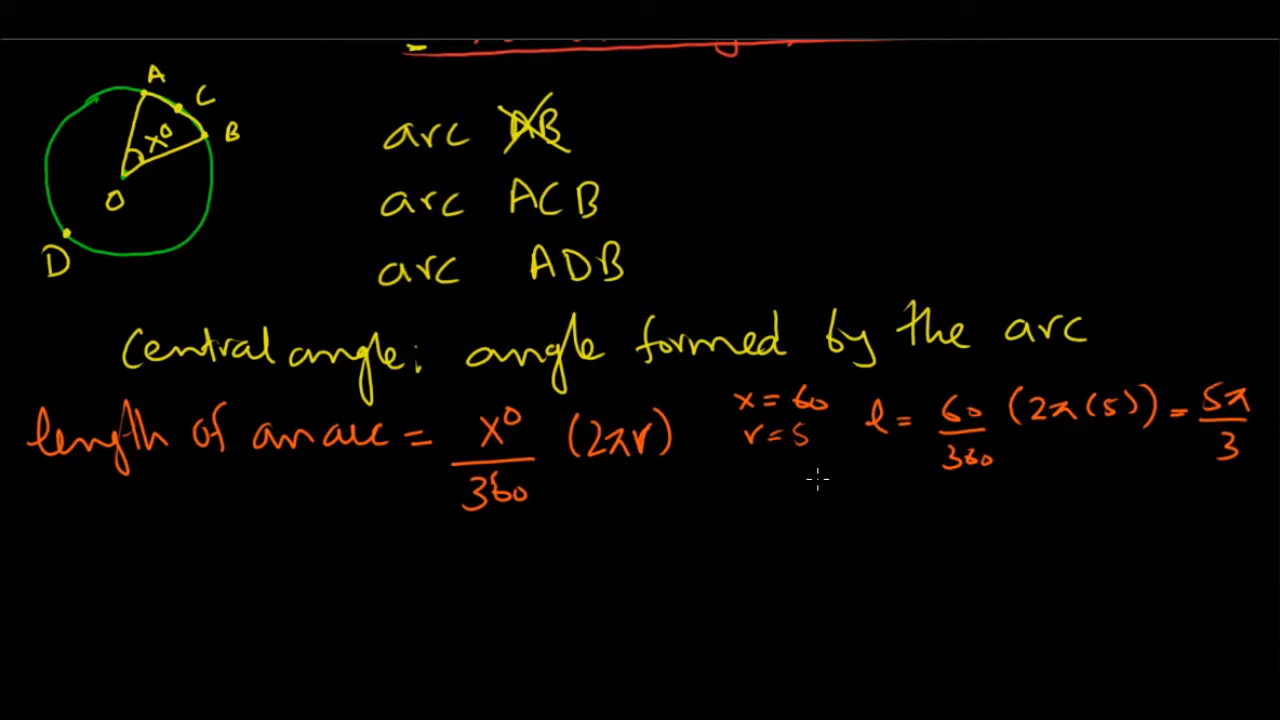 A
C
x° B
O
D
arc AB
arc ACB
arc ADB
Central angle: angle formed by the arc
length of an arc = x°/360 (2πr) x = 60 r = 5 l = 60/360 (2π(5)) = 5π/3